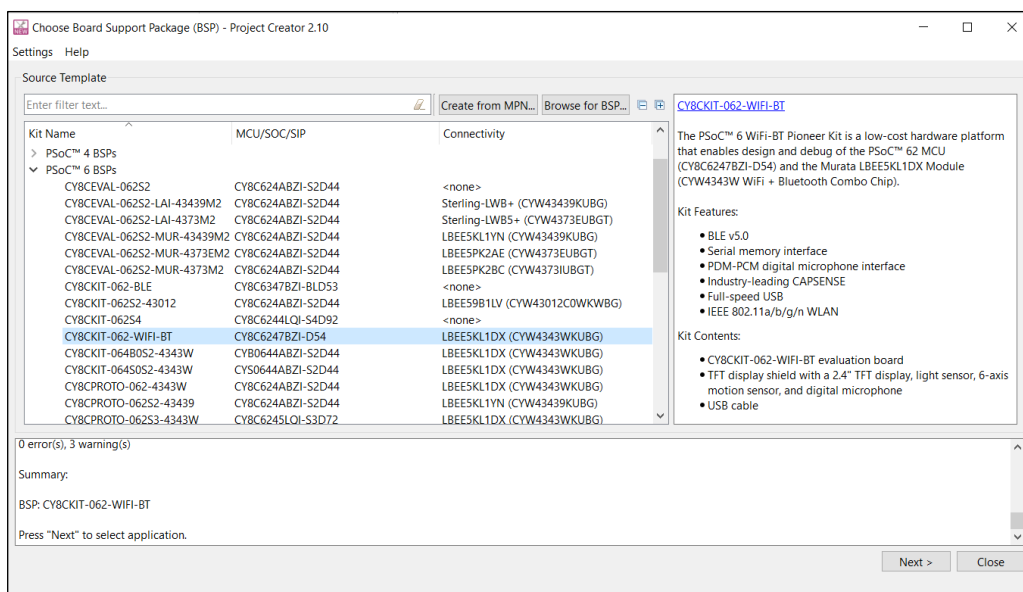 NEW
Choose Board Support Package (BSP) - Project Creator 2.10
Settings Help
Source Template
Enter filter text...
Create from MPN... Browse for BSP...
Kit Name MCU/SOC/SIP Connectivity
PSoC™ 4 BSPs
PSoC™ 6 BSPs
CY8CEVAL-062S2 CY8C624ABZI-S2D44 <none>
CY8CEVAL-062S2-LAI-43439M2 CY8C624ABZI-S2D44 Sterling-LWB+ (CYW43439KUBG)
CY8CEVAL-062S2-LAI-4373M2 CY8C624ABZI-S2D44 Sterling-LWB5+ (CYW4373EUBGT)
CY8CEVAL-062S2-MUR-43439M2 CY8C624ABZI-S2D44 LBEE5KL1YN (CYW43439KUBG)
CY8CEVAL-062S2-MUR-4373EM2 CY8C624ABZI-S2D44 LBEE5PK2AE (CYW4373EUBGT)
CY8CEVAL-062S2-MUR-4373M2 CY8C624ABZI-S2D44 LBEE5PK2BC (CYW4373IUBGT)
CY8CKIT-062-BLE CY8C6347BZI-BLD53 <none>
CY8CKIT-062S2-43012 CY8C624ABZI-S2D44 LBEE59B1LV (CYW43012C0WKWBG)
CY8CKIT-062S4 CY8C6244LQI-S4D92 <none>
CY8CKIT-062-WIFI-BT CY8C6247BZI-D54 LBEE5KL1DX (CYW4343WKUBG)
CY8CKIT-064B0S2-4343W CYB0644ABZI-S2D44 LBEE5KL1DX (CYW4343WKUBG)
CY8CKIT-064S0S2-4343W CYS0644ABZI-S2D44 LBEE5KL1DX (CYW4343WKUBG)
CY8CPROTO-062-4343W CY8C624ABZI-S2D44 LBEE5KL1DX (CYW4343WKUBG)
CY8CPROTO-062S2-43439 CY8C624ABZI-S2D44 LBEE5KL1YN (CYW43439KUBG)
CY8CPROTO-062S3-4343W CY8C6245LQI-S3D72 LBEE5KL1DX (CYW4343WKUBG)
CY8CKIT-062-WIFI-BT
The PSoC™ 6 WiFi-BT Pioneer Kit is a low-cost hardware platform
that enables design and debug of the PSoC™ 62 MCU
(CY8C6247BZI-D54) and the Murata LBEE5KL1DX Module
(CYW4343W WiFi + Bluetooth Combo Chip).
Kit Features:
• BLE v5.0
• Serial memory interface
• PDM-PCM digital microphone interface
• Industry-leading CAPSENSE
• Full-speed USB
• IEEE 802.11a/b/g/n WLAN
Kit Contents:
• CY8CKIT-062-WIFI-BT evaluation board
• TFT display shield with a 2.4" TFT display, light sensor, 6-axis
motion sensor, and digital microphone
• USB cable
0 error(s), 3 warning(s)
Summary:
BSP: CY8CKIT-062-WIFI-BT
Press "Next" to select application.
Next > Close